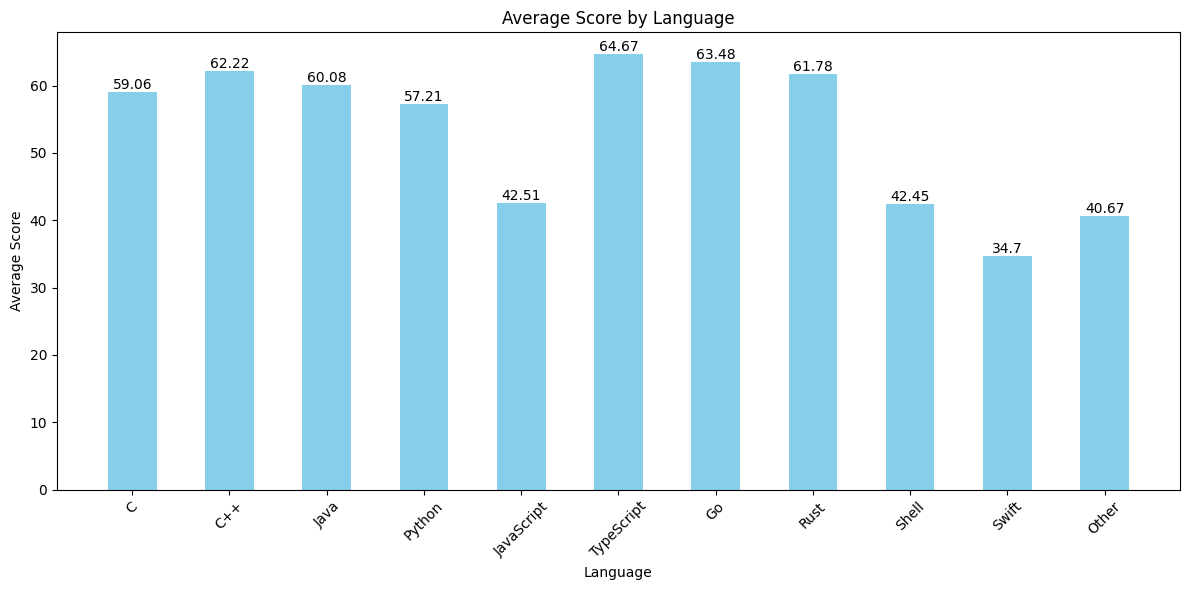 Average Score by Language
Average Score
60
50
40
30
20
10
0
59.06
62.22
60.08
57.21
42.51
64.67
63.48
61.78
42.45
34.7
40.67
C
C++
Java
Python
JavaScript
TypeScript
Go
Rust
Shell
Swift
Other
Language